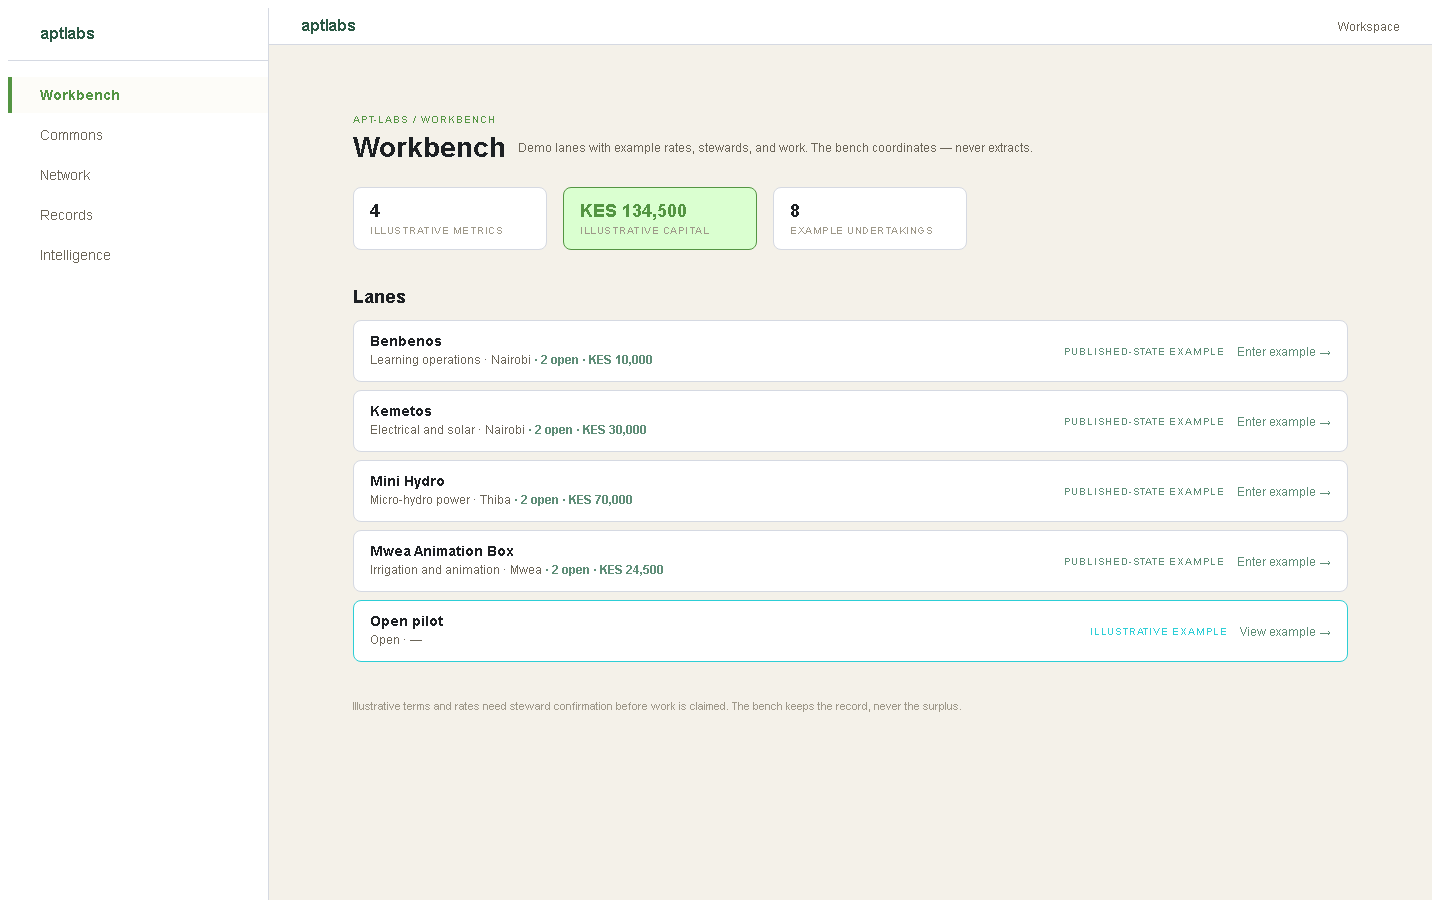 aptlabs
Workbench
Commons
Network
Records
Intelligence
aptlabs
Workspace
APT-LABS / WORKBENCH
Workbench
Demo lanes with example rates, stewards, and work. The bench coordinates — never extracts.
4
ILLUSTRATIVE METRICS
KES 134,500
ILLUSTRATIVE CAPITAL
8
EXAMPLE UNDERTAKINGS
Lanes
Benbenos
Learning operations · Nairobi · 2 open · KES 10,000
PUBLISHED-STATE EXAMPLE Enter example →
Kemetos
Electrical and solar · Nairobi · 2 open · KES 30,000
PUBLISHED-STATE EXAMPLE Enter example →
Mini Hydro
Micro-hydro power · Thiba · 2 open · KES 70,000
PUBLISHED-STATE EXAMPLE Enter example →
Mwea Animation Box
Irrigation and animation · Mwea · 2 open · KES 24,500
PUBLISHED-STATE EXAMPLE Enter example →
Open pilot
Open · —
ILLUSTRATIVE EXAMPLE View example →
Illustrative terms and rates need steward confirmation before work is claimed. The bench keeps the record, never the surplus.